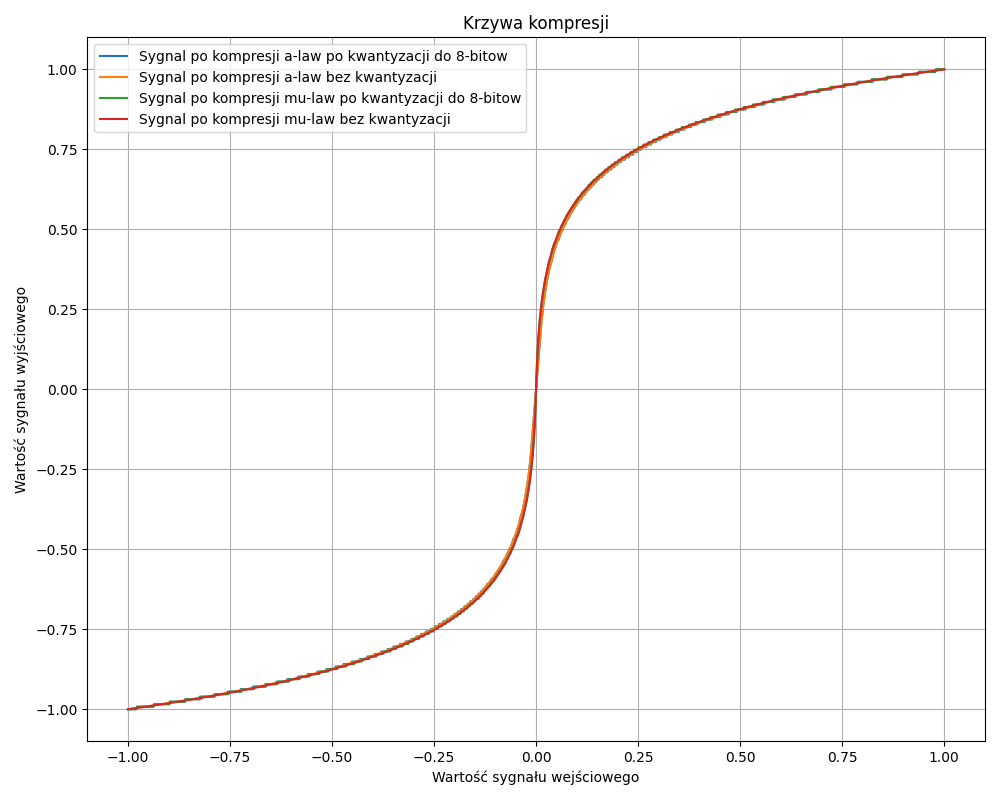 Krzywa kompresji
Sygnal po kompresji a-law po kwantyzacji do 8-bitow
Sygnal po kompresji a-law bez kwantyzacji
Sygnal po kompresji mu-law po kwantyzacji do 8-bitow
Sygnal po kompresji mu-law bez kwantyzacji
1.00
0.75
0.50
0.25
0.00
−0.25
−0.50
−0.75
−1.00
Wartość sygnału wyjściowego
−1.00 −0.75 −0.50 −0.25 0.00 0.25 0.50 0.75 1.00
Wartość sygnału wejściowego